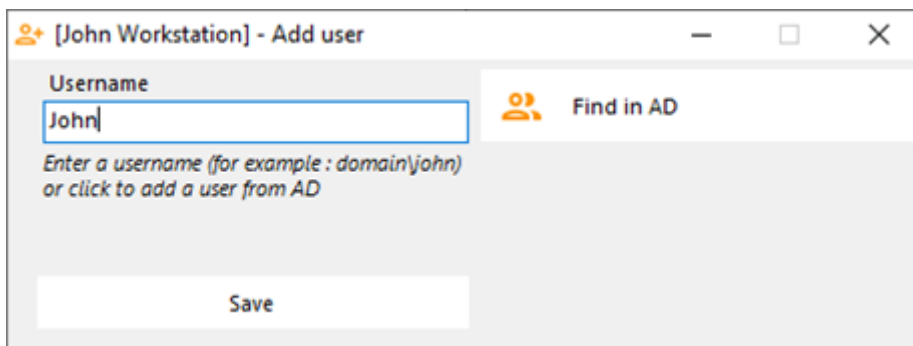 [John Workstation] - Add user
Username
John
Find in AD
Enter a username (for example : domain\john)
or click to add a user from AD
Save